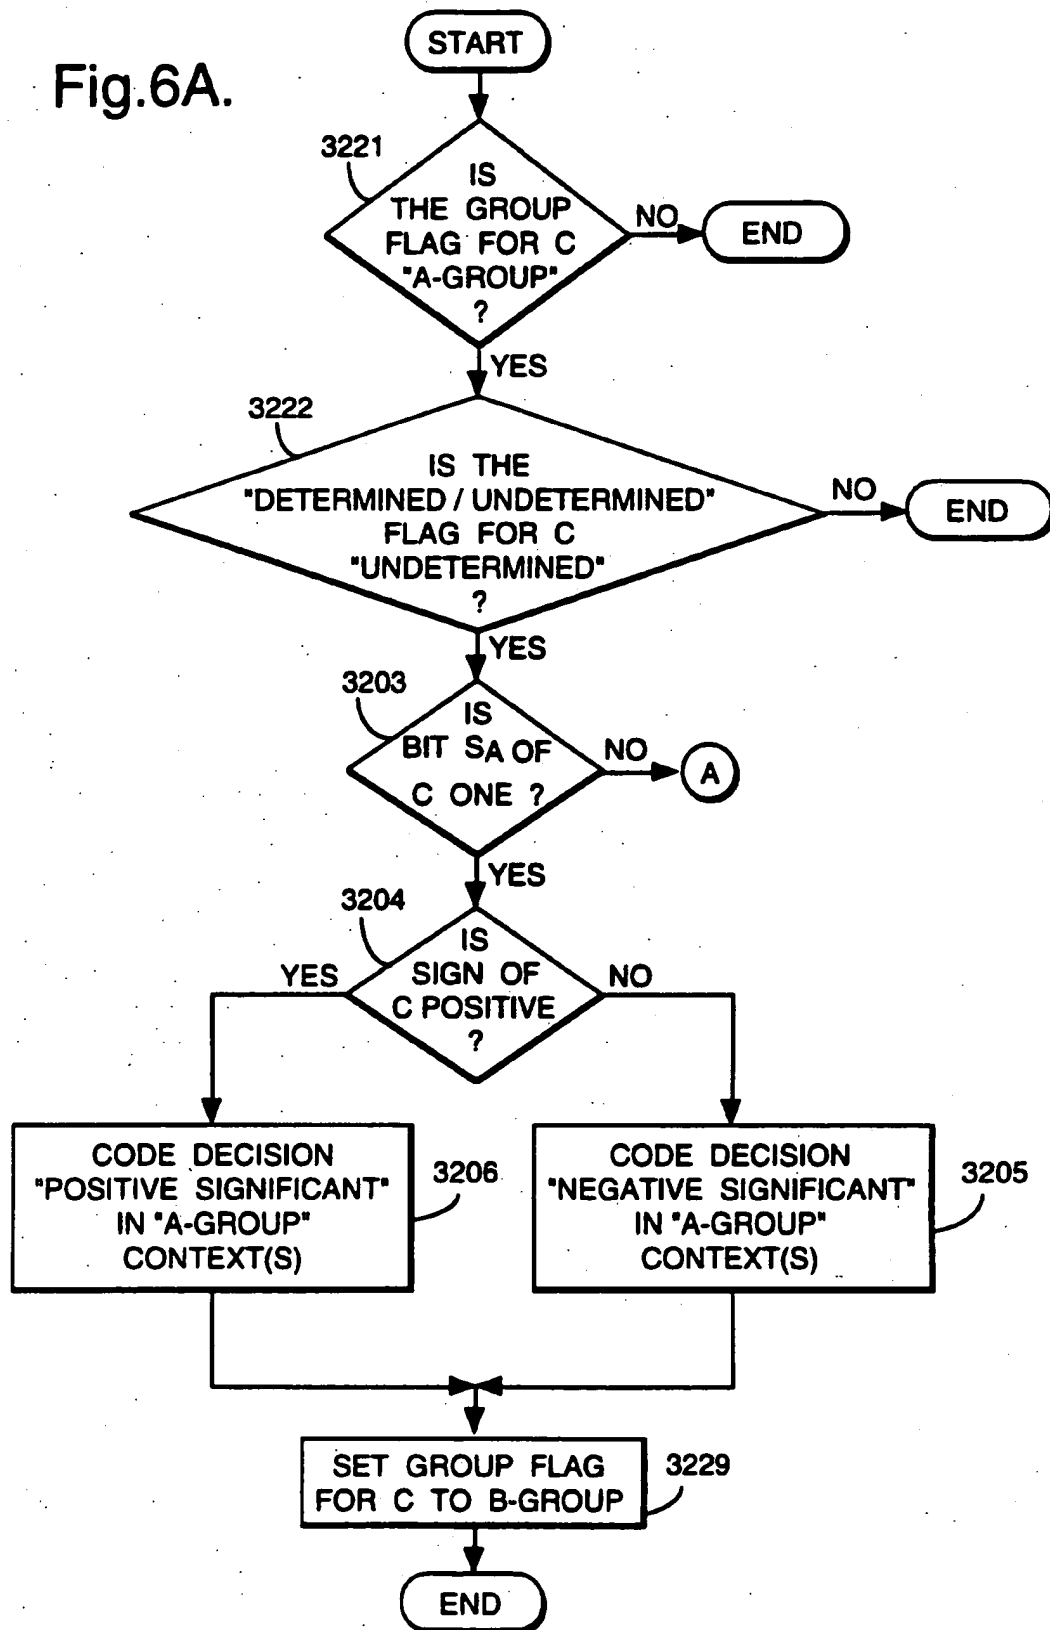 START
Fig.6A.
3221
IS
THE GROUP
FLAG FOR C
"A-GROUP"
?
NO
END
YES
3222
IS THE
"DETERMINED / UNDETERMINED"
FLAG FOR C
"UNDETERMINED"
?
NO
END
YES
3203
IS
BIT SA OF
C ONE ?
NO
A
YES
3204
IS
SIGN OF
C POSITIVE
?
YES
NO
CODE DECISION
"POSITIVE SIGNIFICANT"
IN "A-GROUP"
CONTEXT(S)
3206
CODE DECISION
"NEGATIVE SIGNIFICANT"
IN "A-GROUP"
CONTEXT(S)
3205
SET GROUP FLAG
FOR C TO B-GROUP
3229
END